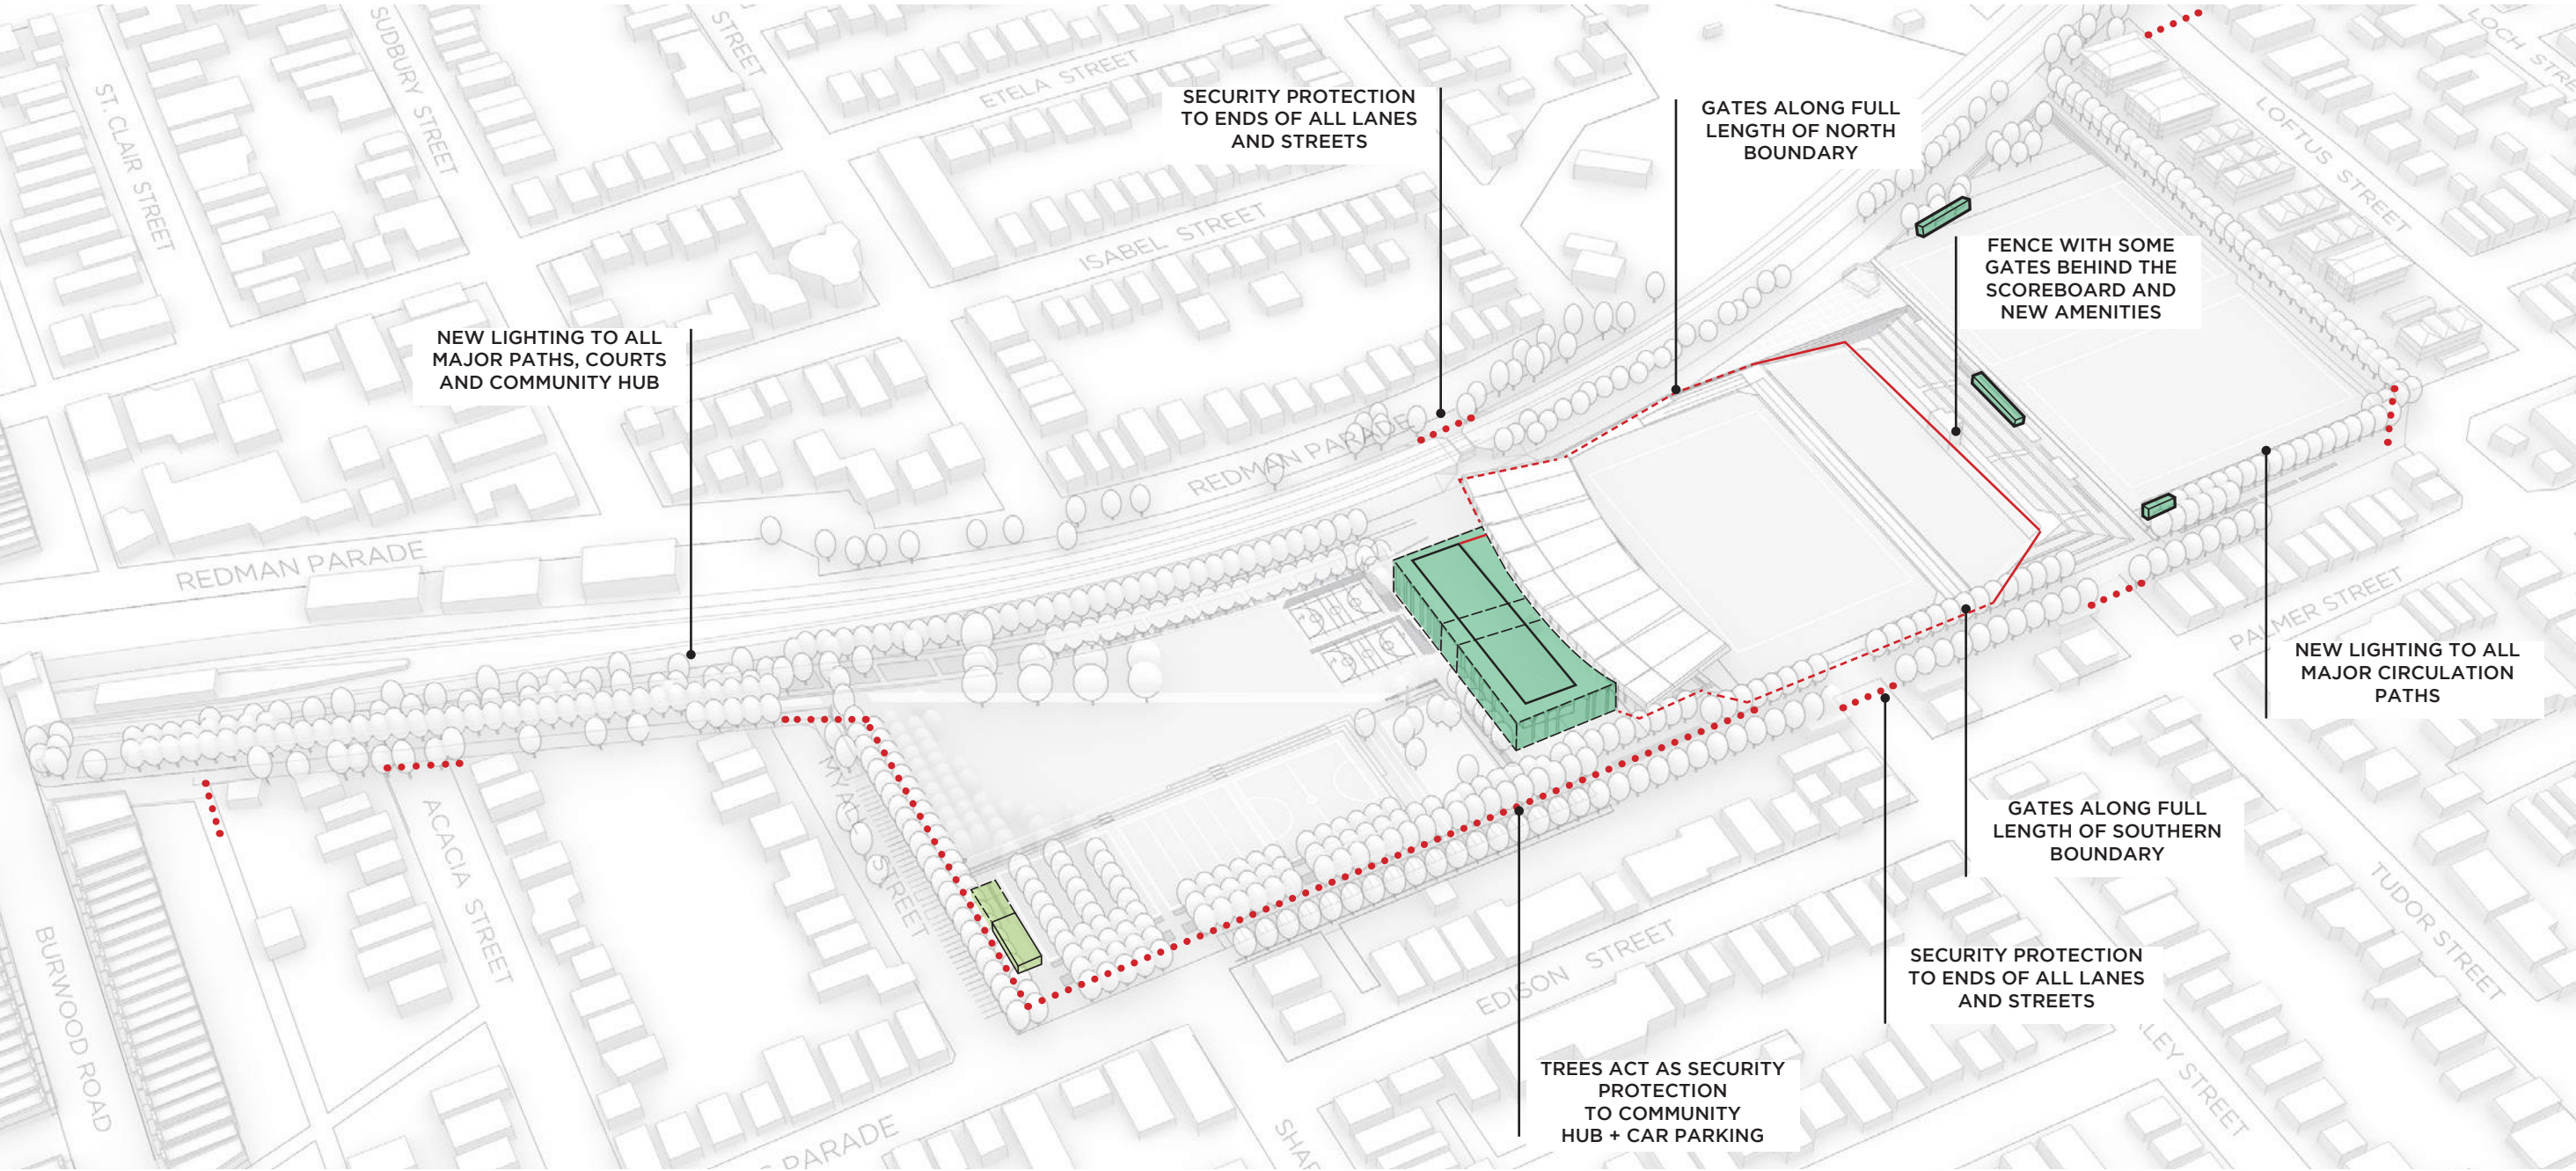 ST. CLAIR STREET
SUDBURY STREET
STREET
ETELA STREET
ISABEL STREET
LOCH STREET
LOFTUS STREET
SECURITY PROTECTION
TO ENDS OF ALL LANES
AND STREETS
GATES ALONG FULL
LENGTH OF NORTH
BOUNDARY
FENCE WITH SOME
GATES BEHIND THE
SCOREBOARD AND
NEW AMENITIES
NEW LIGHTING TO ALL
MAJOR PATHS, COURTS
AND COMMUNITY HUB
REDMAN PARADE
REDMAN PARADE
PALMER STREET
NEW LIGHTING TO ALL
MAJOR CIRCULATION
PATHS
GATES ALONG FULL
LENGTH OF SOUTHERN
BOUNDARY
ACACIA STREET
STREET
BURWOOD ROAD
EDISON STREET
TUDOR STREET
SECURITY PROTECTION
TO ENDS OF ALL LANES
AND STREETS
LEY STREET
TREES ACT AS SECURITY
PROTECTION
TO COMMUNITY
HUB + CAR PARKING
PARADE